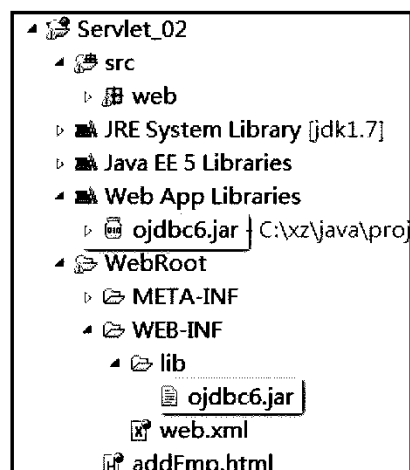 Servlet_02
src
web
JRE System Library [jdk1.7]
Java EE 5 Libraries
Web App Libraries
ojdbc6.jar - C:\xz\java\proj
WebRoot
META-INF
WEB-INF
lib
ojdbc6.jar
web.xml
addEmp.html